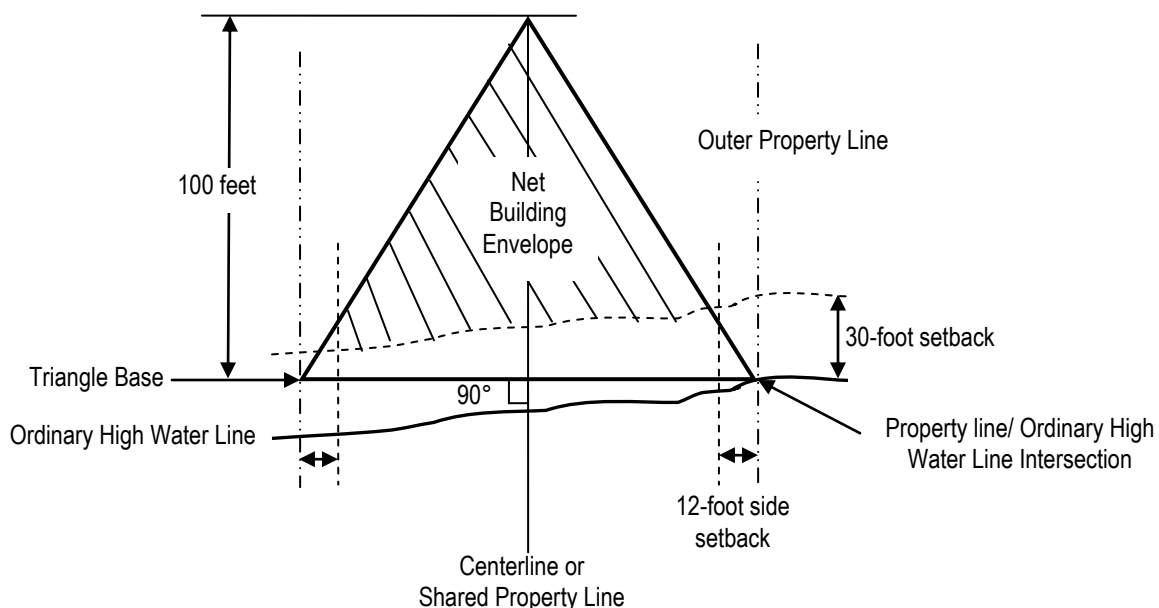 Outer Property Line
100 feet
Net
Building
Envelope
30-foot setback
Triangle Base
90°
Ordinary High Water Line
Property line/ Ordinary High
Water Line Intersection
12-foot side
setback
Centerline or
Shared Property Line